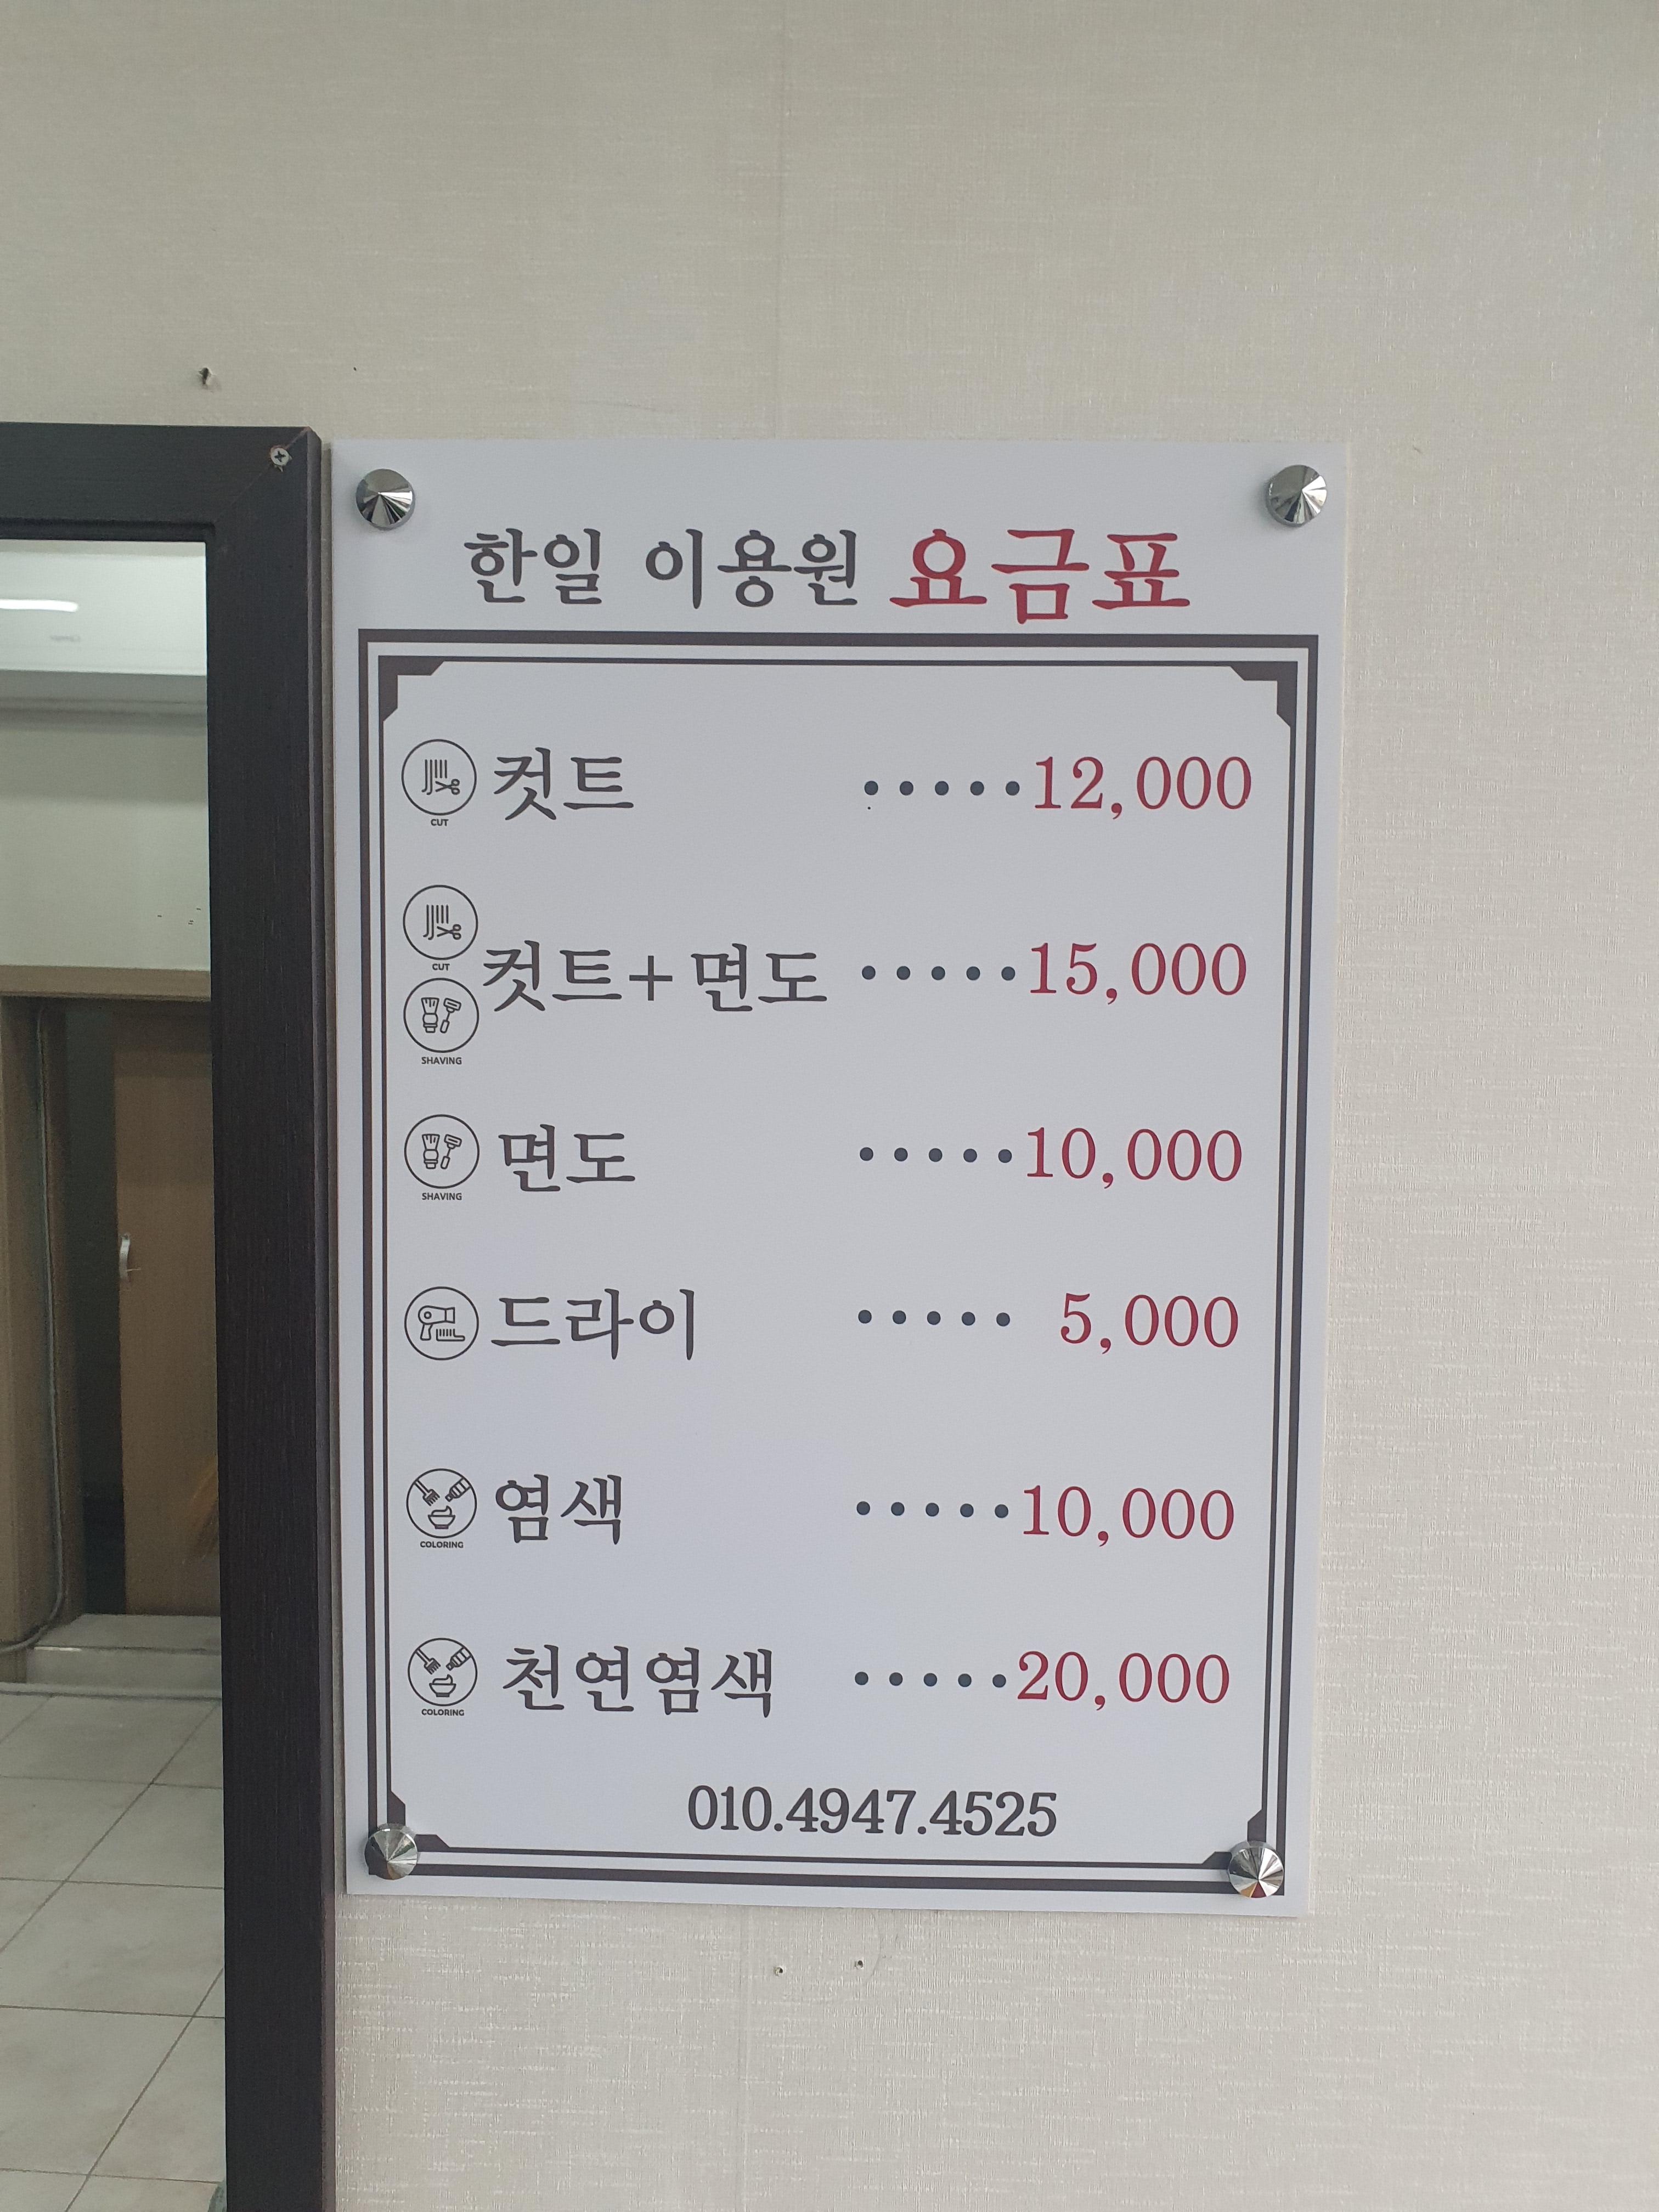 한일 이용원 요금표
CUT
컷트 ·····12,000
CUT
컷트+면도 ·····15,000
SHAVING
면도 ·····10,000
SHAVING
드라이 ····· 5,000
염색 ·····10,000
COLORING
천연염색 ·····20,000
COLORING
010.4947.4525